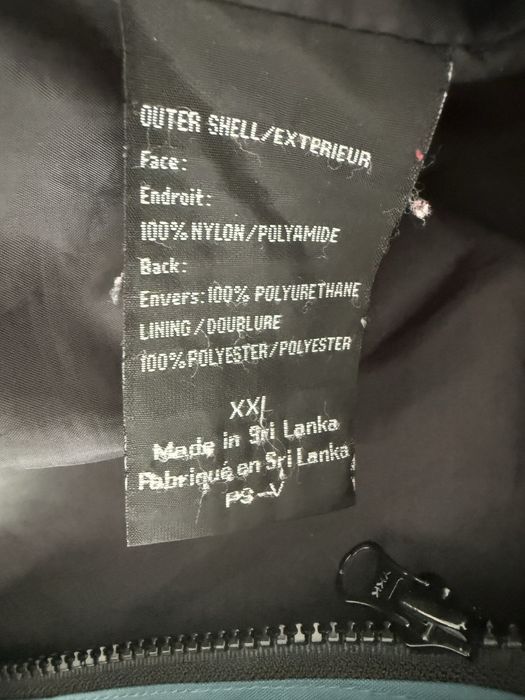 OUTER SHELL/EXTERIEUR
Face:
Endroit:
100% NYLON/POLYAMIDE
Back:
Envers:100% POLYURETHANE
LINING/DOUBLURE
100%POLYESTER/POLYESTER
XXL
Made in Sri Lanka
Fabriqué en Sri Lanka
PS-V
YKK